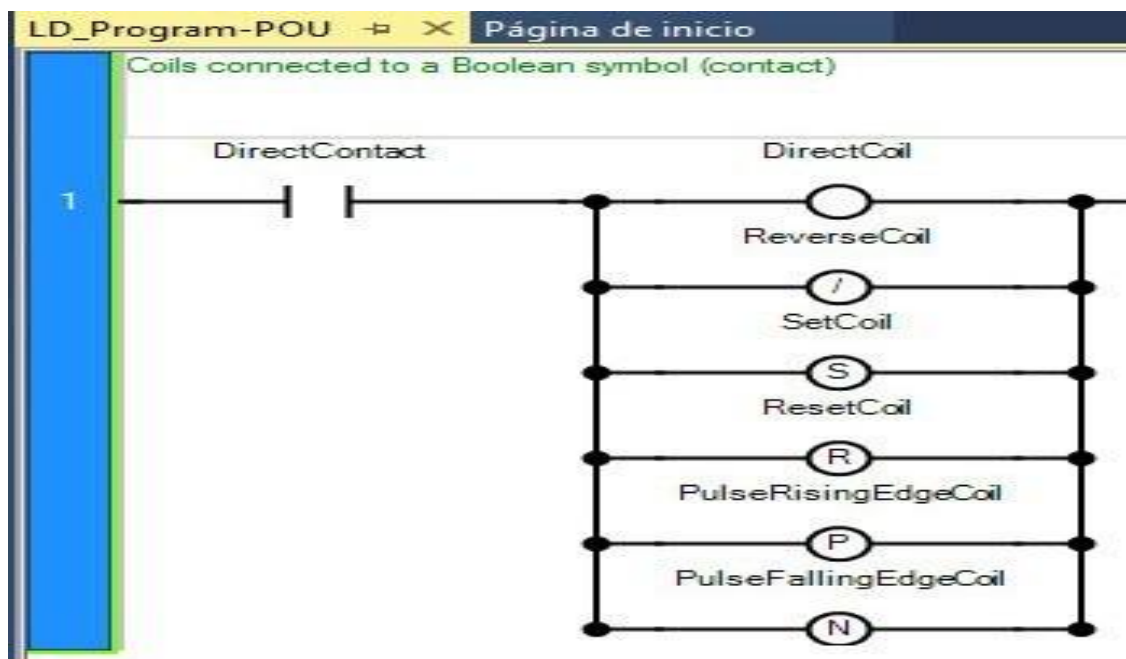 LD_Program-POU Página de inicio
Coils connected to a Boolean symbol (contact)
DirectContact DirectCoil
1
ReverseCoil
/
SetCoil
S
ResetCoil
R
PulseRisingEdgeCoil
P
PulseFallingEdgeCoil
N